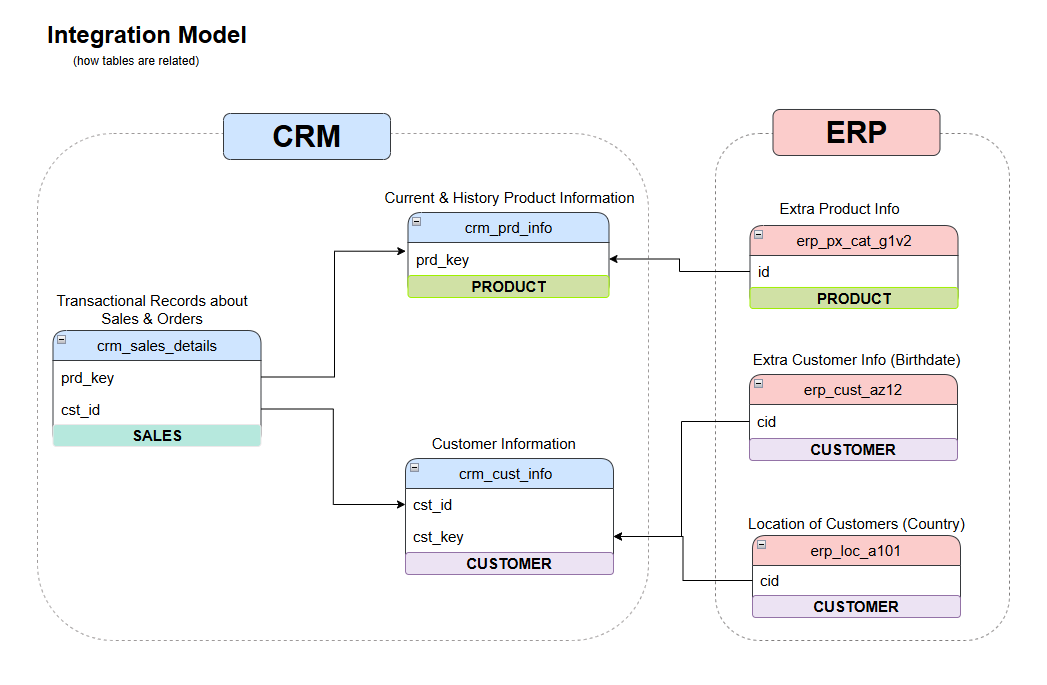 Integration Model
(how tables are related)
CRM
ERP
Current & History Product Information
crm_prd_info
prd_key
PRODUCT
Extra Product Info
erp_px_cat_g1v2
id
PRODUCT
Transactional Records about
Sales & Orders
crm_sales_details
prd_key
cst_id
SALES
Extra Customer Info (Birthdate)
erp_cust_az12
cid
CUSTOMER
Customer Information
crm_cust_info
cst_id
cst_key
CUSTOMER
Location of Customers (Country)
erp_loc_a101
cid
CUSTOMER